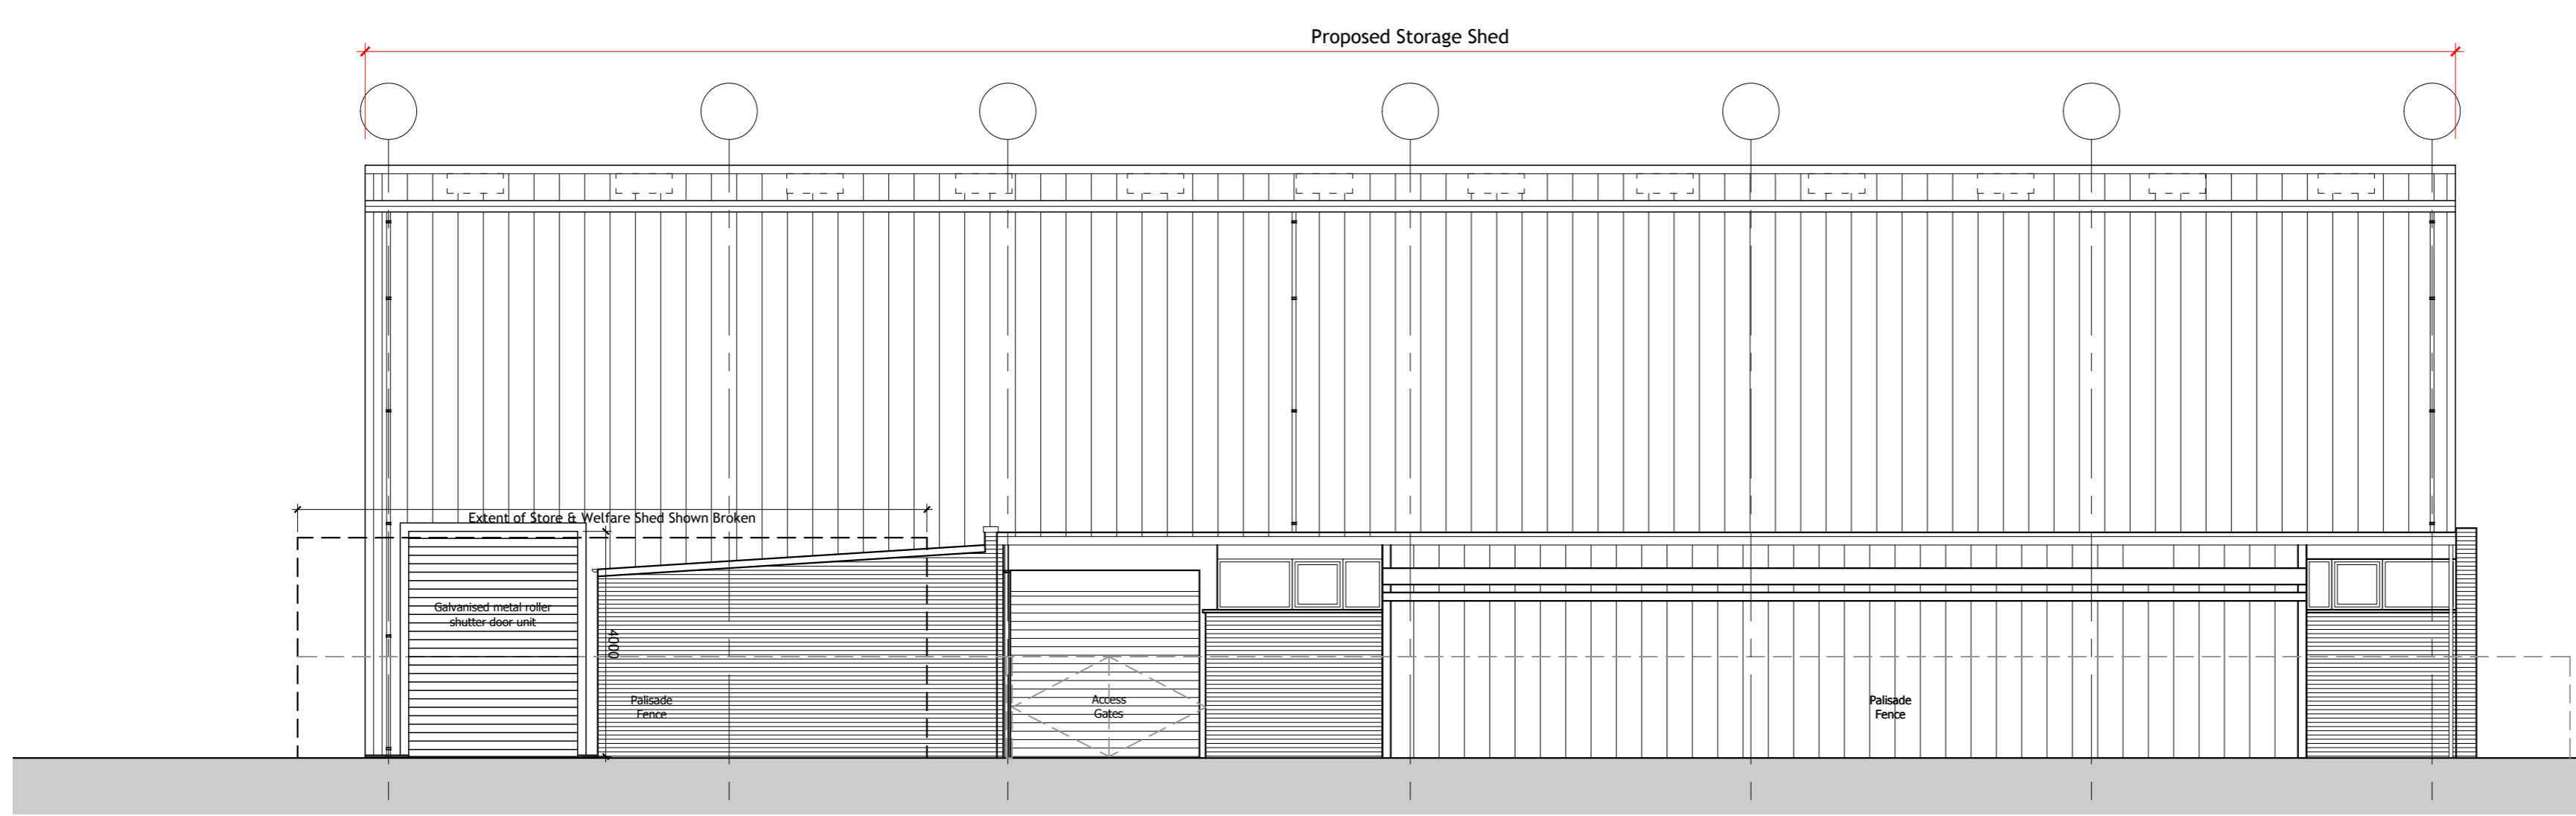 Proposed Storage Shed
Extent of Store & Welfare Shed Shown Broken
Galvanised metal roller
shutter door unit
4000
Palisade
Fence
Access
Gates
Palisade
Fence